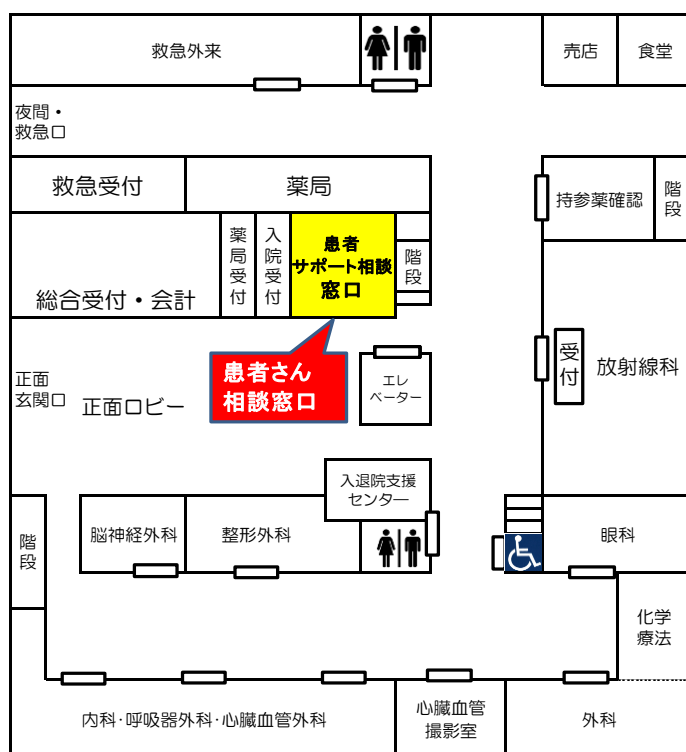 救急外来
売店
食堂
夜間・
救急口
救急受付
薬局
持参薬確認
階段
総合受付・会計
薬局受付
入院受付
患者
サポート相談
窓口
階段
患者さん
相談窓口
正面
玄関口
正面ロビー
エレ
ベーター
受付
放射線科
入退院支援
センター
階段
脳神経外科
整形外科
眼科
化学
療法
内科・呼吸器外科・心臓血管外科
心臓血管
撮影室
外科